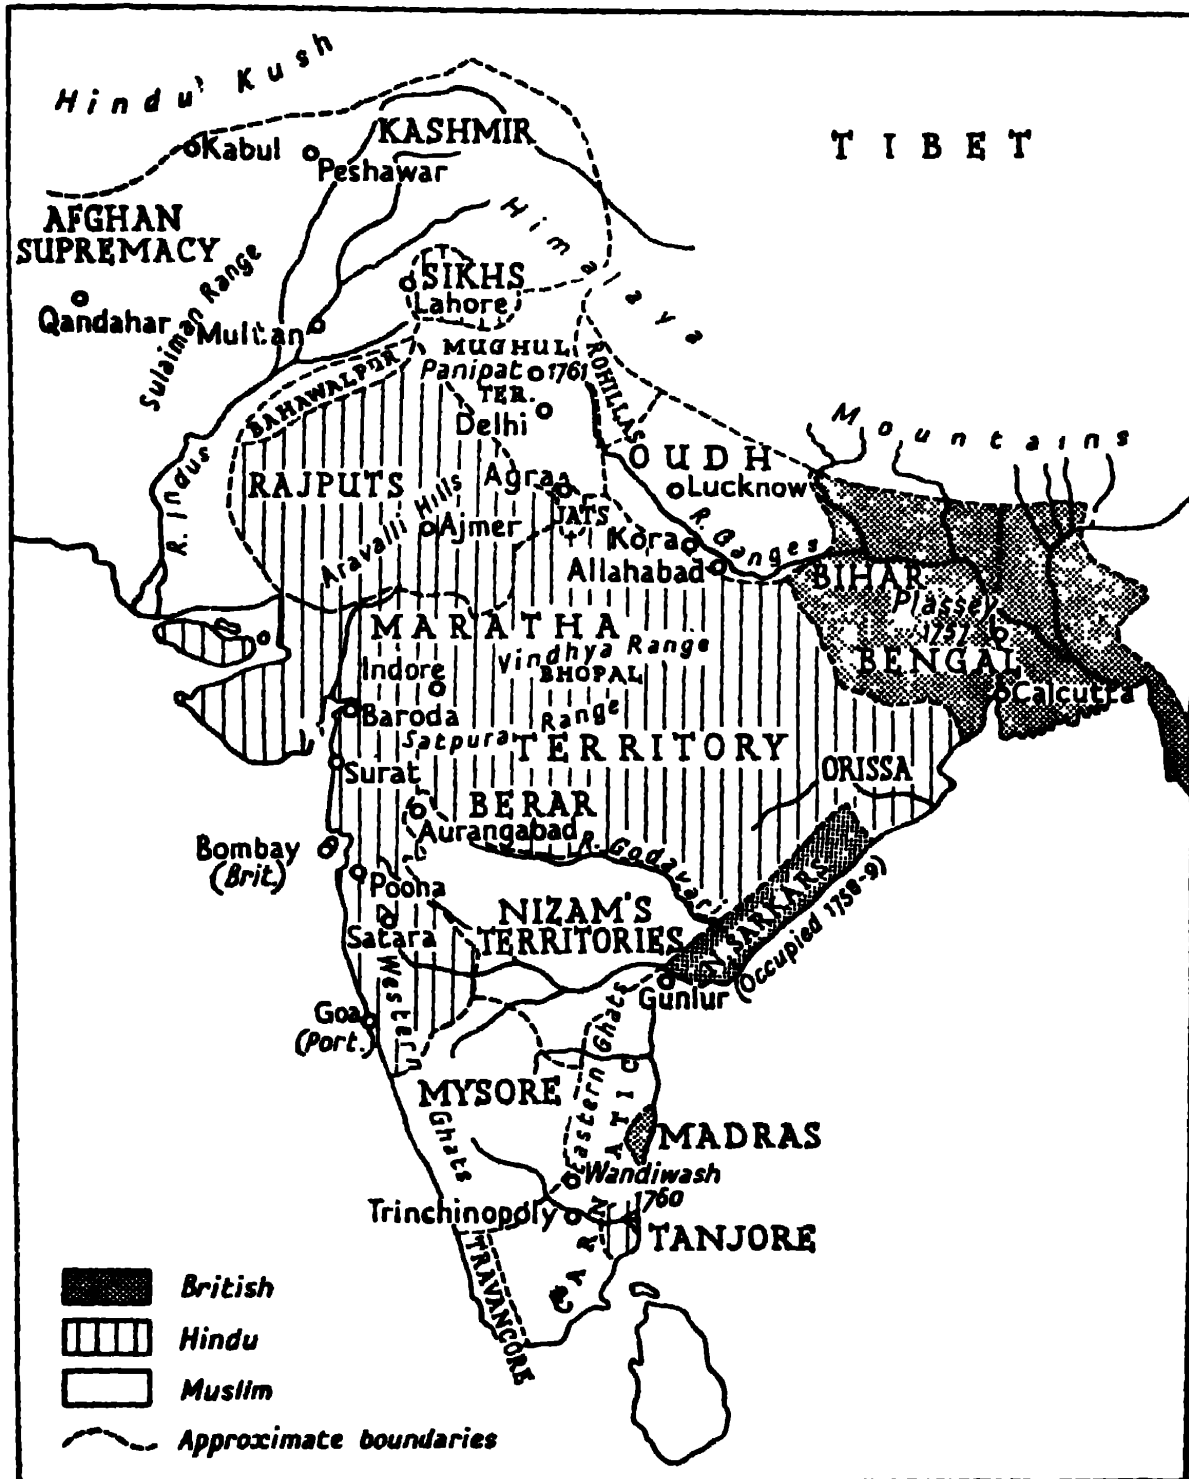 Hindu Kush
Kabul
Peshawar
KASHMIR
TIBET
AFGHAN
SUPREMACY
Himalaya
Mountains
Qandahar
Sulaiman Range
Multan
SIKHS
Lahore
MUGHUL
Panipat 1761
TER.
Delhi
BAHAWALPUR
ROHILLAS
OUDH
Lucknow
R. Indus
RAJPUTS
Aravalli Hills
Ajmer
Agra
JATS
Kora
R. Ganges
Allahabad
BIHAR
Plassey
1757
BENGAL
Calcutta
MARATHA
Vindhya Range
Indore
BHOPAL
Baroda
Satpura Range
TERRITORY
Surat
ORISSA
BERAR
Aurangabad
R. Godavari
Bombay
(Brit.)
Poona
NIZAM'S
TERRITORIES
Satara
N. SARKARS
(Occupied 1758-9)
Guntur
Goa
(Port.)
Western Ghats
Eastern Ghats
MYSORE
CARNATIC
MADRAS
Wandiwash
1760
Trinchinopoly
TANJORE
TRAVANCORE
British
Hindu
Muslim
Approximate boundaries